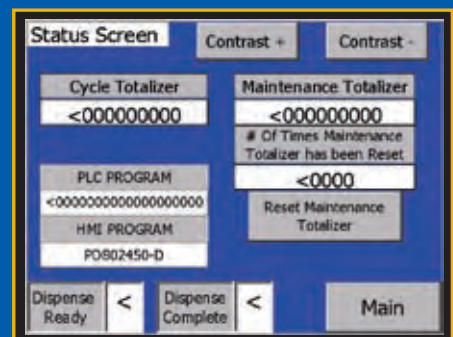 Status Screen
Contrast +
Contrast -
Cycle Totalizer
<000000000
Maintenance Totalizer
<000000000
# Of Times Maintenance
Totalizer has been Reset
<0000
Reset Maintenance
Totalizer
PLC PROGRAM
<00000000000000000000
HMI PROGRAM
PD802450-D
Dispense
Ready
<
Dispense
Complete
<
Main